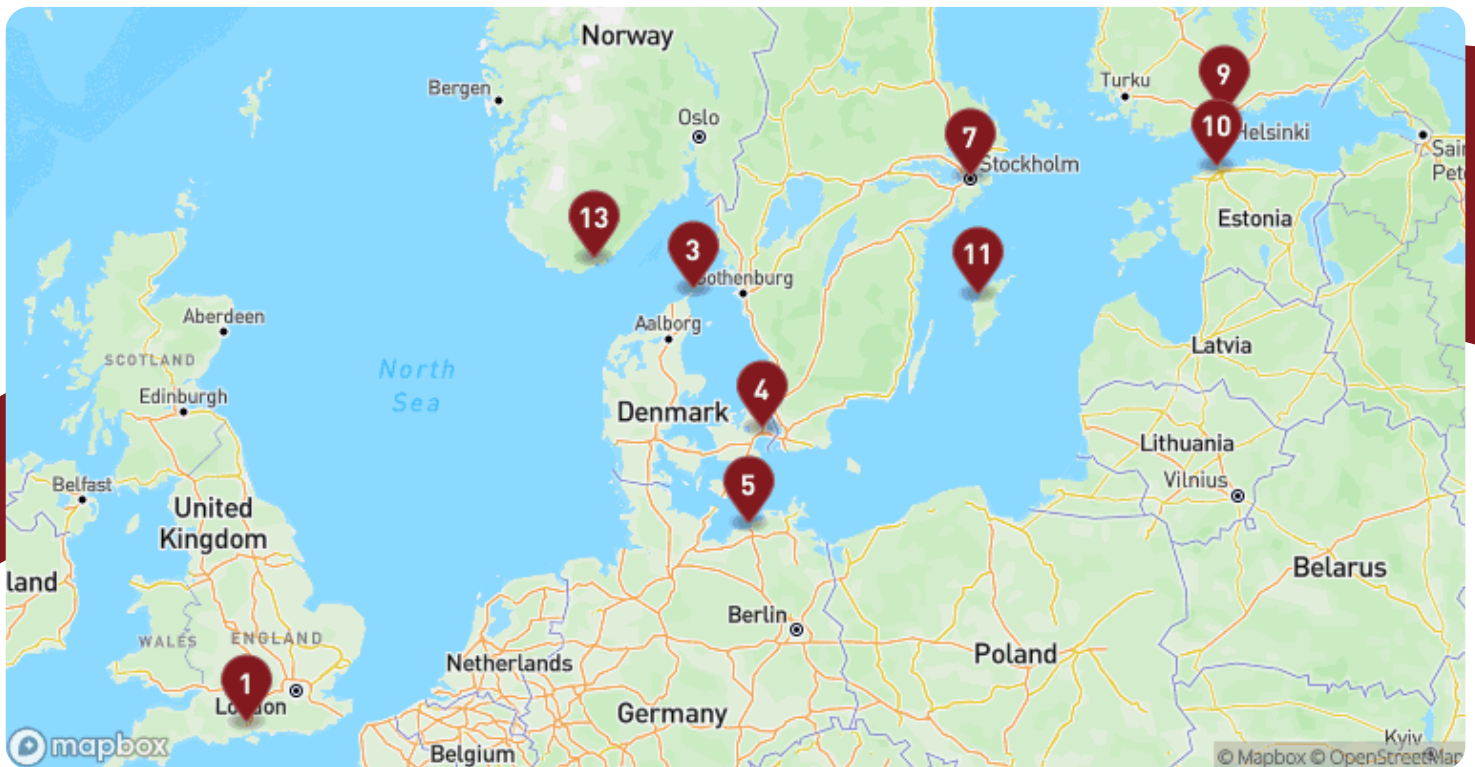 Norway
Bergen
Oslo
Turku
9
10
Helsinki
7
Stockholm
Sain
Pete
13
3
Gothenburg
11
Estonia
Aberdeen
Aalborg
SCOTLAND
North
Sea
Latvia
Edinburgh
4
Denmark
Lithuania
Vilnius
Belfast
5
United
Kingdom
land
Belarus
Berlin
WALES
ENGLAND
Netherlands
Poland
1
London
Germany
Belgium
mapbox
Kyiv
© Mapbox © OpenStreetMap